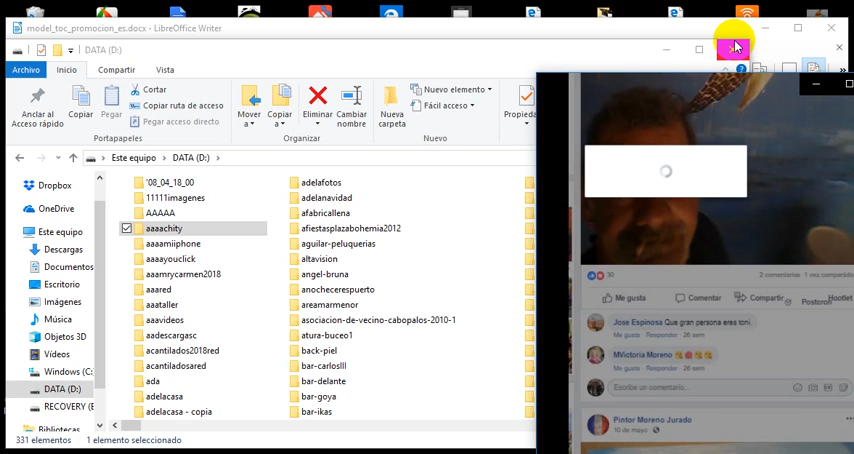 model_toc_promocion_es.docx - LibreOffice Writer
DATA (D:)
Archivo Inicio Compartir Vista
Anclar al Acceso rápido
Copiar
Pegar
Cortar
Copiar ruta de acceso
Pegar acceso directo
Mover a
Copiar a
Eliminar
Cambiar nombre
Nueva carpeta
Nuevo elemento
Fácil acceso
Propieda
Portapapeles
Organizar
Nuevo
Este equipo > DATA (D:) >
Dropbox
OneDrive
Este equipo
Descargas
Documentos
Escritorio
Imágenes
Música
Objetos 3D
Vídeos
Windows (C:
DATA (D:)
RECOVERY (E
Bibliotecas
'08_04_18_00
11111imagenes
AAAAA
aaaachity
aaaamiiphone
aaaayouclick
aaamrycarmen2018
aaared
aaataller
aaavideos
aadescargasc
acantilados2018red
acantiladosared
ada
adelacasa
adelacasa - copia
adelafotos
adelanavidad
afabricallena
afiestasplazabohemia2012
aguilar-peluquerias
altavision
angel-bruna
anochecerespuerto
areamarmenor
asociacion-de-vecino-cabopalos-2010-1
atura-buceo1
back-piel
bar-carlosIII
bar-delante
bar-goya
bar-ikas
331 elementos
1 elemento seleccionado
30
2 comentarios 1 vez compartido
Me gusta
Comentar
Compartir
Hootlet
Jose Espinosa Que gran persona eres toni.
Me gusta · Responder · 26 sem
MVictoria Moreno
Me gusta · Responder · 26 sem
Escribe un comentario...
Pintor Moreno Jurado
10 de mayo